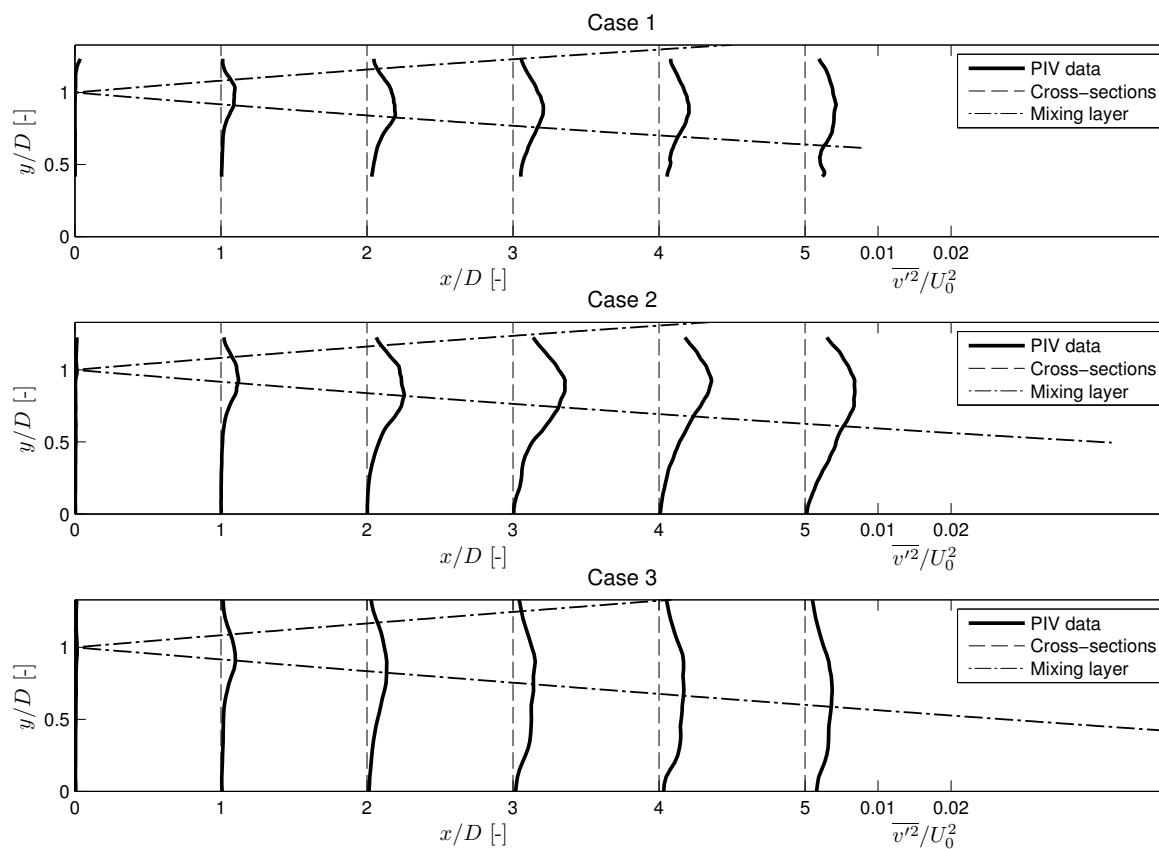 Case 1
PIV data
Cross−sections
Mixing layer
y/D [-]
1
0.5
0
0 1 2 3 4 5 0.01 0.02
x/D [-] v′²/U₀²
Case 2
PIV data
Cross−sections
Mixing layer
y/D [-]
1
0.5
0
0 1 2 3 4 5 0.01 0.02
x/D [-] v′²/U₀²
Case 3
PIV data
Cross−sections
Mixing layer
y/D [-]
1
0.5
0
0 1 2 3 4 5 0.01 0.02
x/D [-] v′²/U₀²